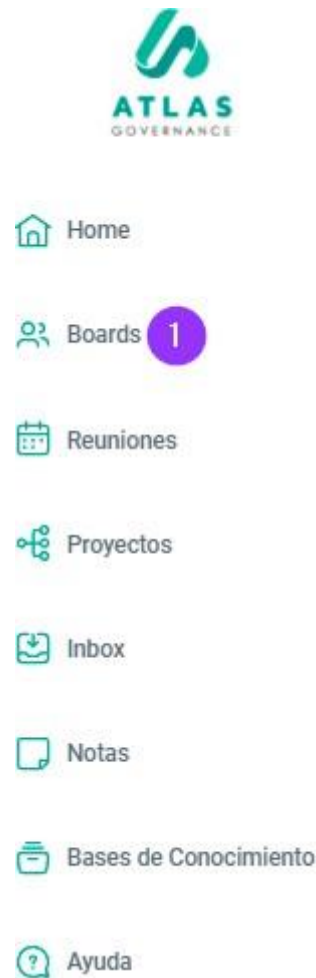 ATLAS
GOVERNANCE
Home
Boards 1
Reuniones
Proyectos
Inbox
Notas
Bases de Conocimiento
Ayuda